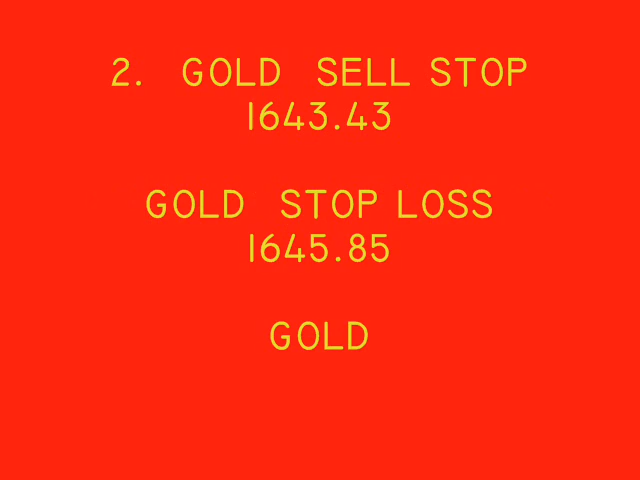 2. GOLD SELL STOP
1643.43
GOLD STOP LOSS
1645.85
GOLD